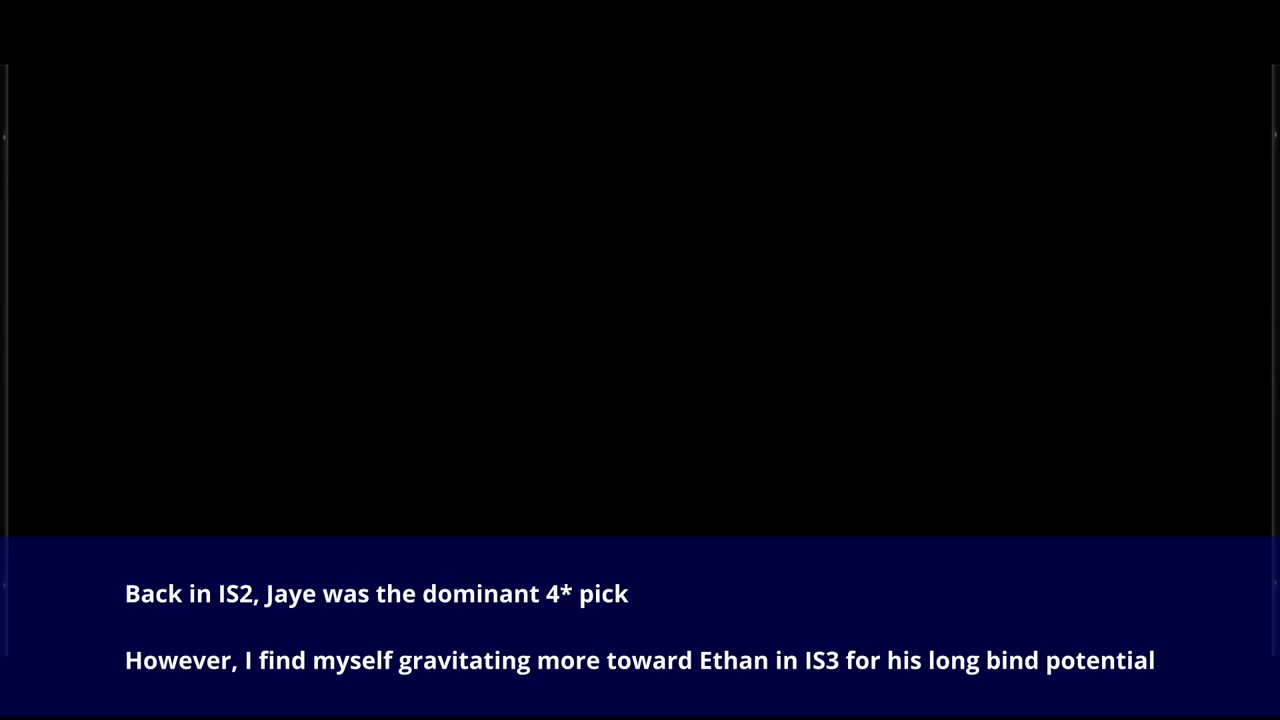 Back in IS2, Jaye was the dominant 4* pick
However, I find myself gravitating more toward Ethan in IS3 for his long bind potential